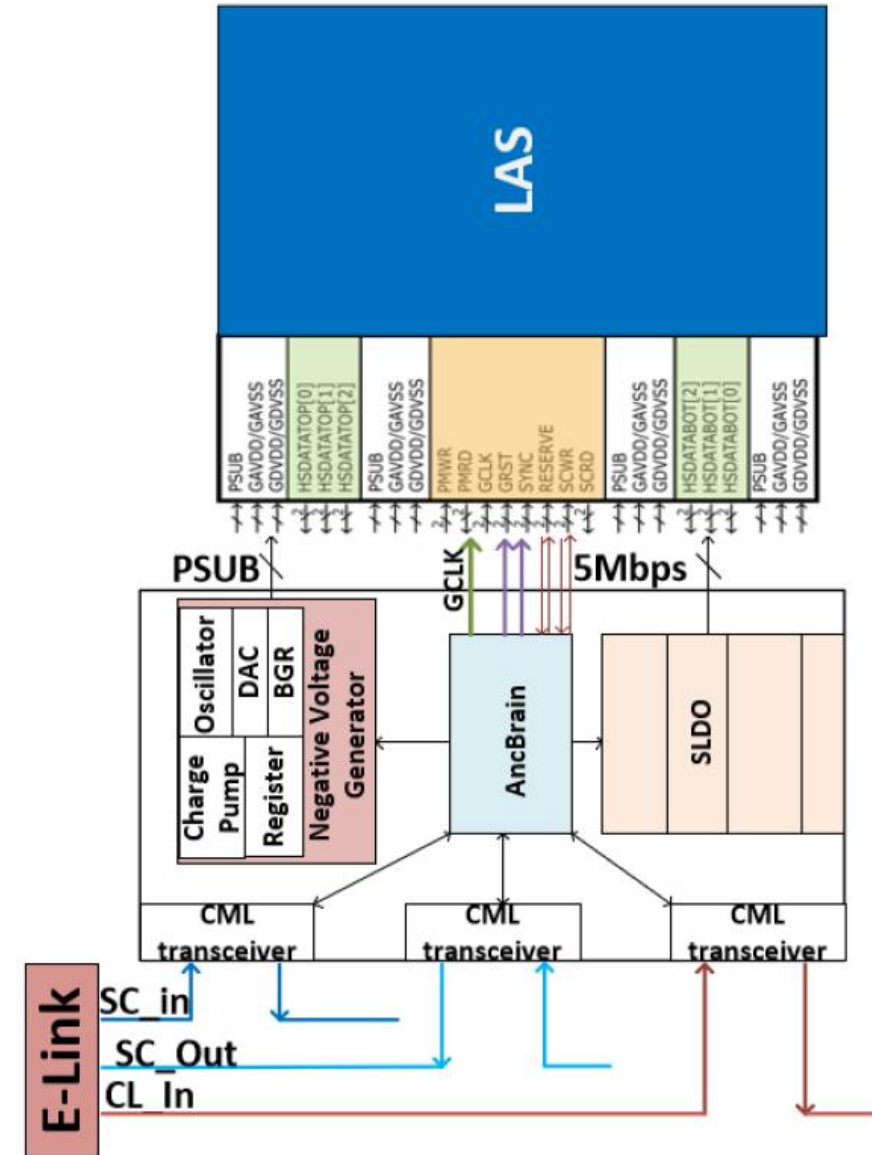 LAS
PSUB
GAVDD/GAVSS
GDVDD/GDVSS
HSDATATOP[0]
HSDATATOP[1]
HSDATATOP[2]
PSUB
GAVDD/GAVSS
GDVDD/GDVSS
PMWR
PMRD
GCLK
GRST
SYNC
RESERVE
SCWR
SCRD
PSUB
GAVDD/GAVSS
GDVDD/GDVSS
HSDATABOT[2]
HSDATABOT[1]
HSDATABOT[0]
PSUB
GAVDD/GAVSS
GDVDD/GDVSS
PSUB
GCLK
5Mbps
Oscillator
DAC
BGR
Charge
Pump
Register
Negative Voltage
Generator
AncBrain
SLDO
CML
transceiver
CML
transceiver
CML
transceiver
E-Link
SC_in
SC_Out
CL_In